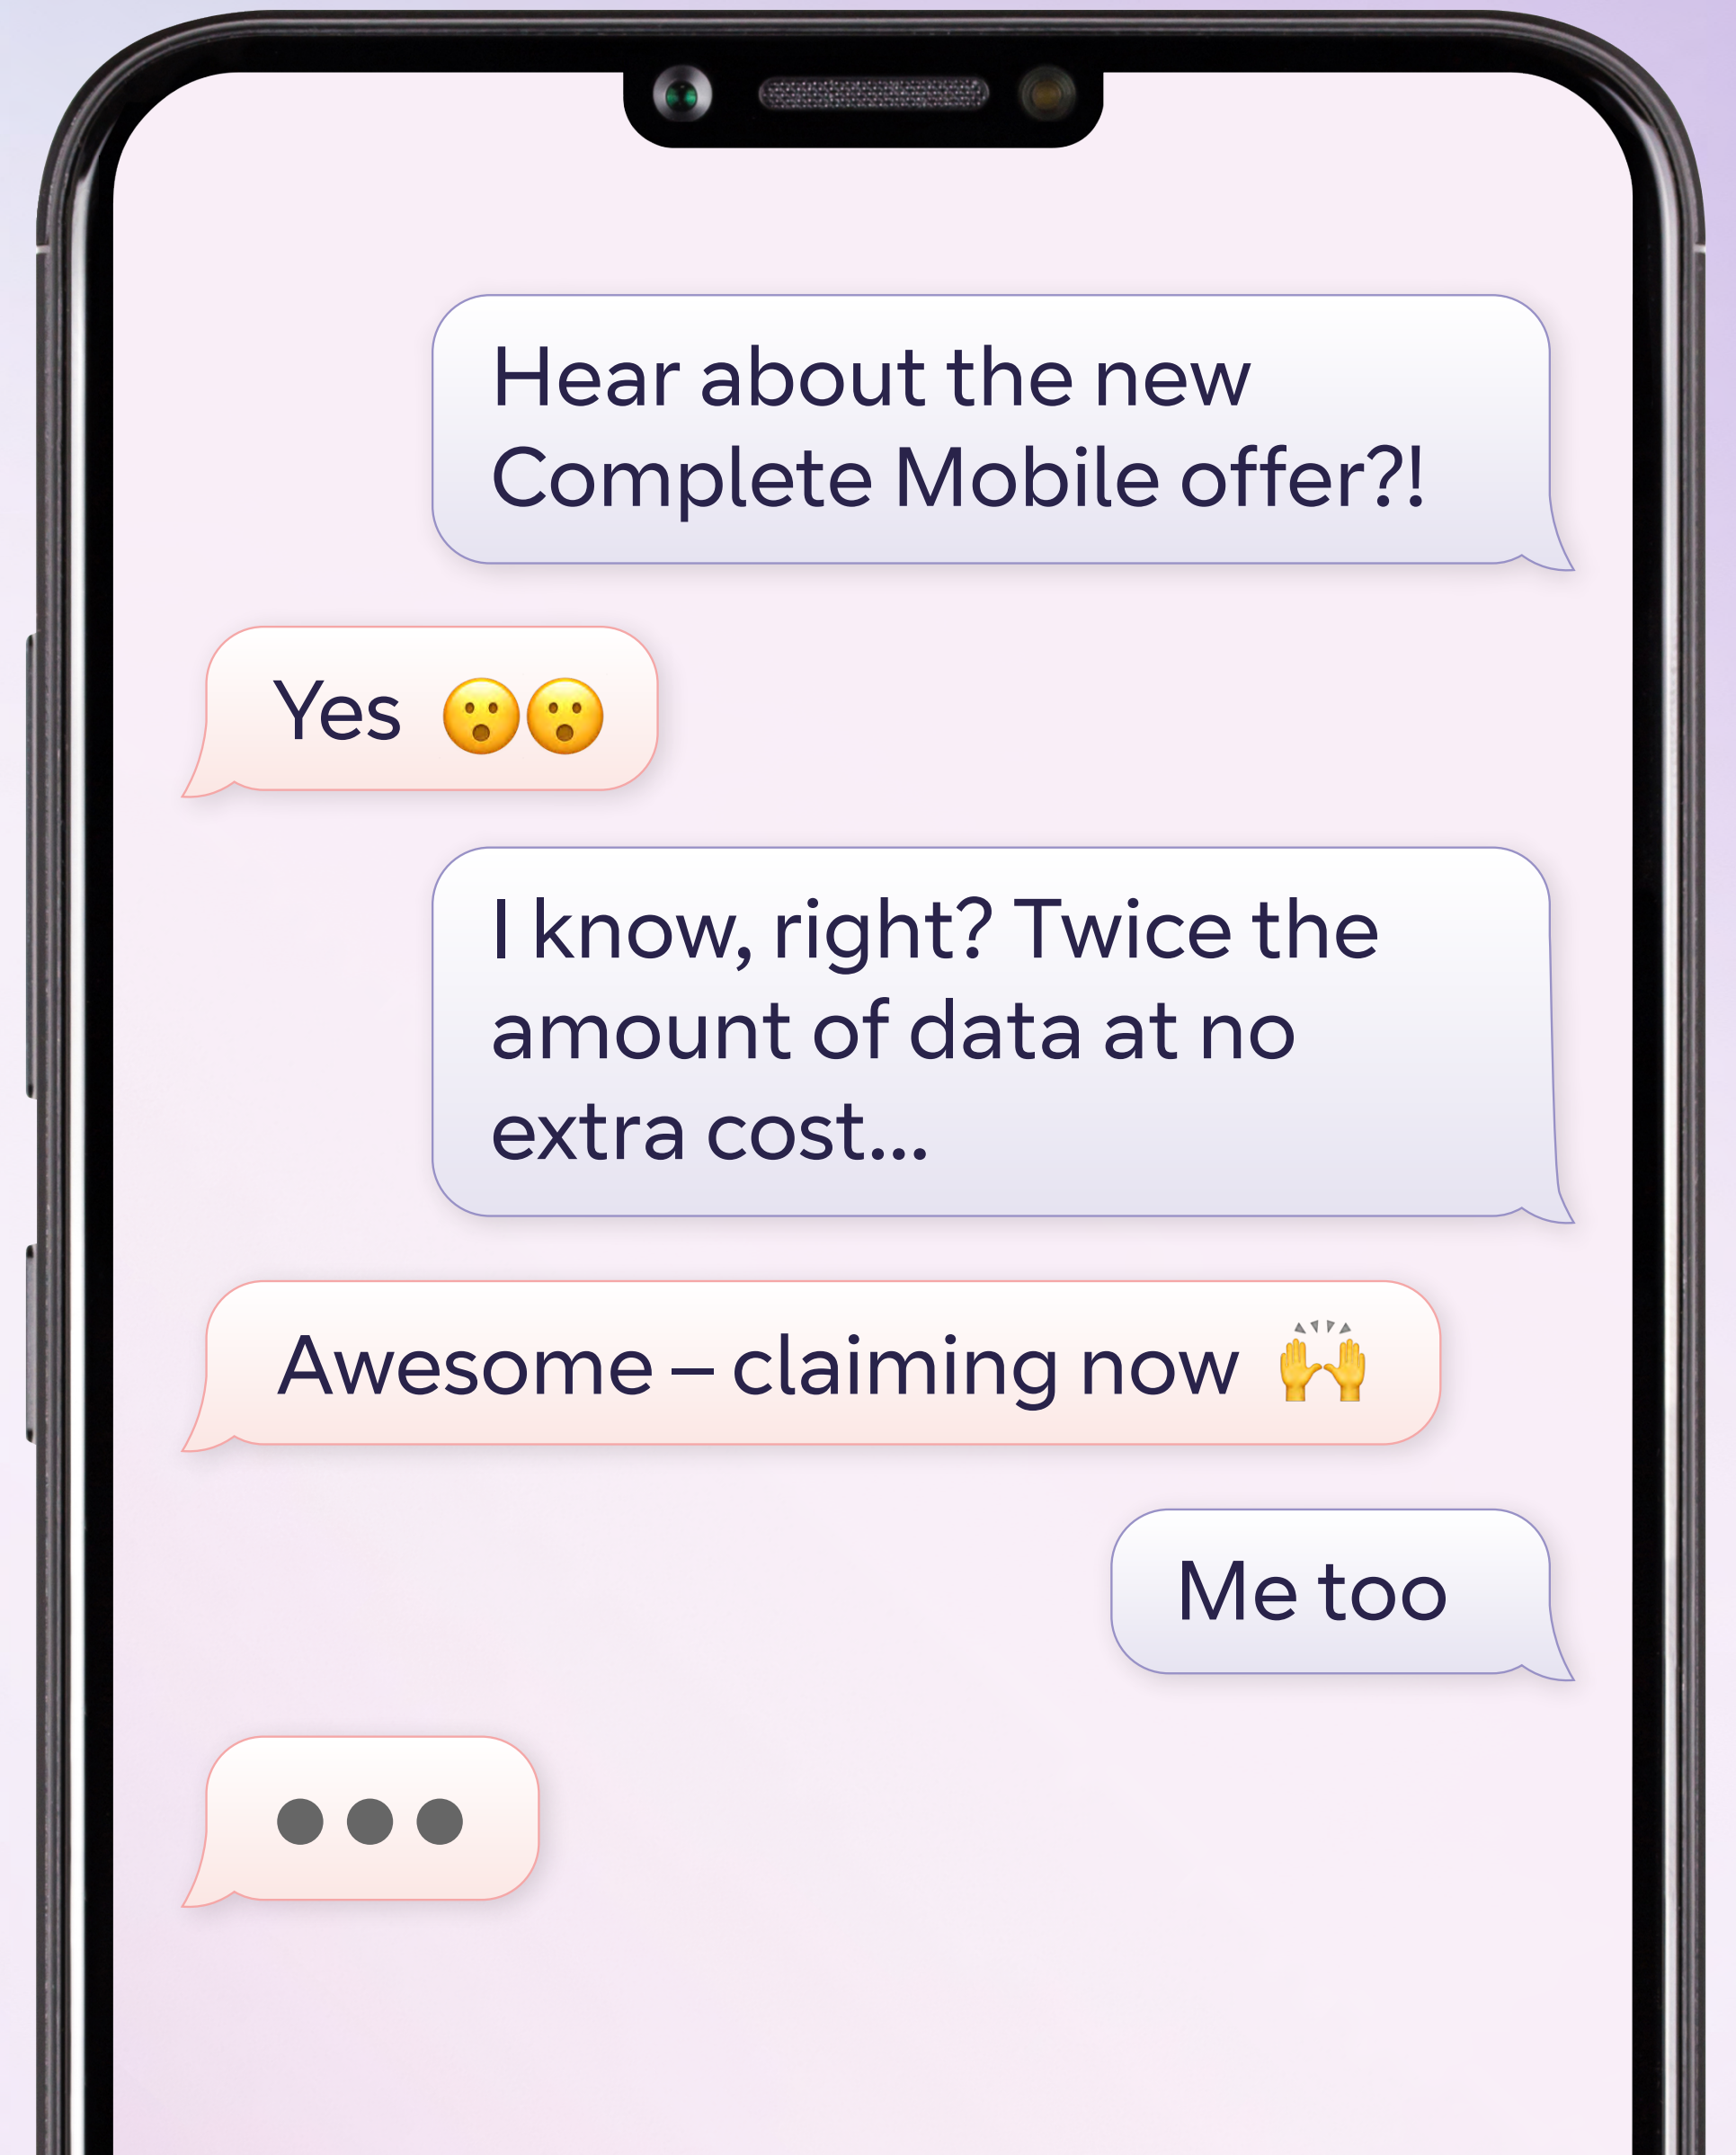 Hear about the new
Complete Mobile offer?!
Yes 😮😮
I know, right? Twice the
amount of data at no
extra cost...
Awesome – claiming now 🙌
Me too